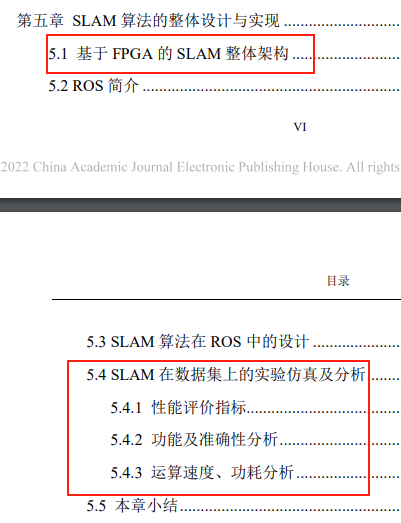 第五章 SLAM 算法的整体设计与实现 ........................
5.1 基于 FPGA 的 SLAM 整体架构 ........................
5.2 ROS 简介 ........................
VI
2022 China Academic Journal Electronic Publishing House. All rights
目录
5.3 SLAM 算法在 ROS 中的设计 ........................
5.4 SLAM 在数据集上的实验仿真及分析 ........
5.4.1 性能评价指标........................
5.4.2 功能及准确性分析........................
5.4.3 运算速度、功耗分析........................
5.5 本章小结........................